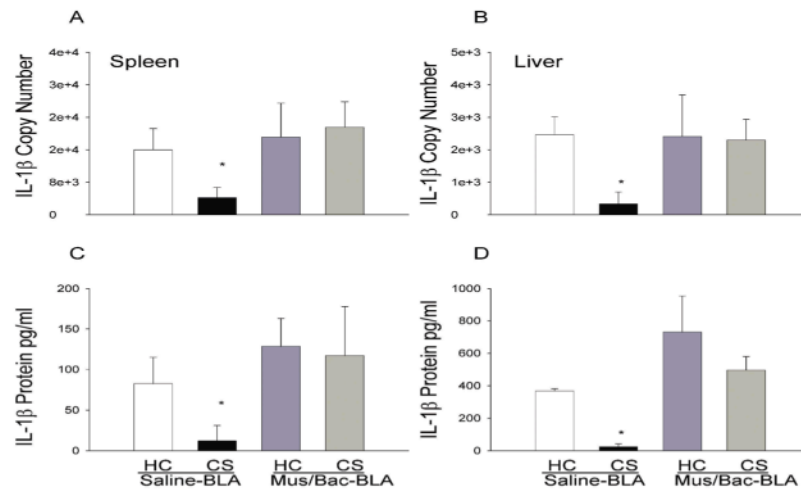 A
Spleen
IL-1β Copy Number
4e+4
3e+4
2e+4
2e+4
8e+3
0
*
B
Liver
IL-1β Copy Number
5e+3
3e+3
2e+3
1e+3
0
*
C
IL-1β Protein pg/ml
200
150
100
50
0
*
HC CS HC CS
Saline-BLA Mus/Bac-BLA
D
IL-1β Protein pg/ml
1000
800
600
400
200
0
*
HC CS HC CS
Saline-BLA Mus/Bac-BLA